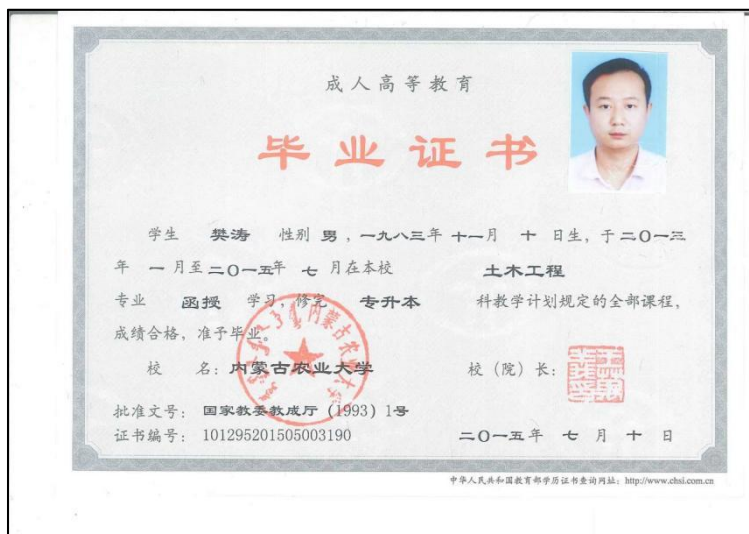 成人高等教育
毕业证书
学生 樊涛 性别 男，一九八三年 十一月 十 日生，于二〇一三
年 一 月至二〇一五年 七 月在本校 土木工程
专业 函授 学习，修完 专升本 科教学计划规定的全部课程，
成绩合格，准予毕业。
内蒙古农业大学
校 名：内蒙古农业大学 校（院）长：
批准文号： 国家教委教成厅（1993）1号
证书编号： 101295201505003190 二〇一五年 七 月 十 日
中华人民共和国教育部学历证书查询网址：http://www.chsi.com.cn